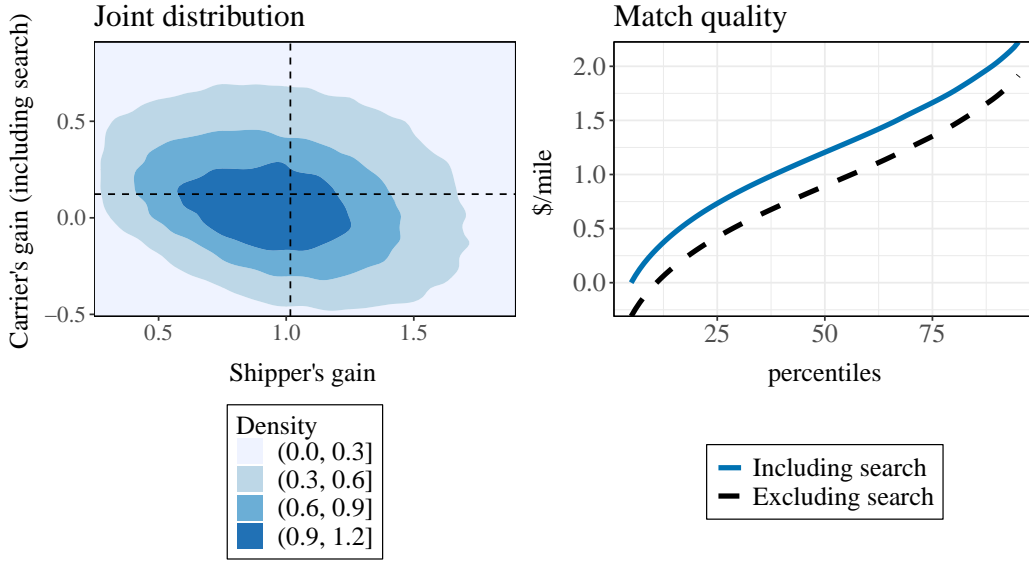 Joint distribution
Carrier's gain (including search)
0.5
0.0
–0.5
0.5
1.0
1.5
Shipper's gain
Density
(0.0, 0.3]
(0.3, 0.6]
(0.6, 0.9]
(0.9, 1.2]
Match quality
$/mile
2.0
1.5
1.0
0.5
0.0
25
50
75
percentiles
Including search
Excluding search